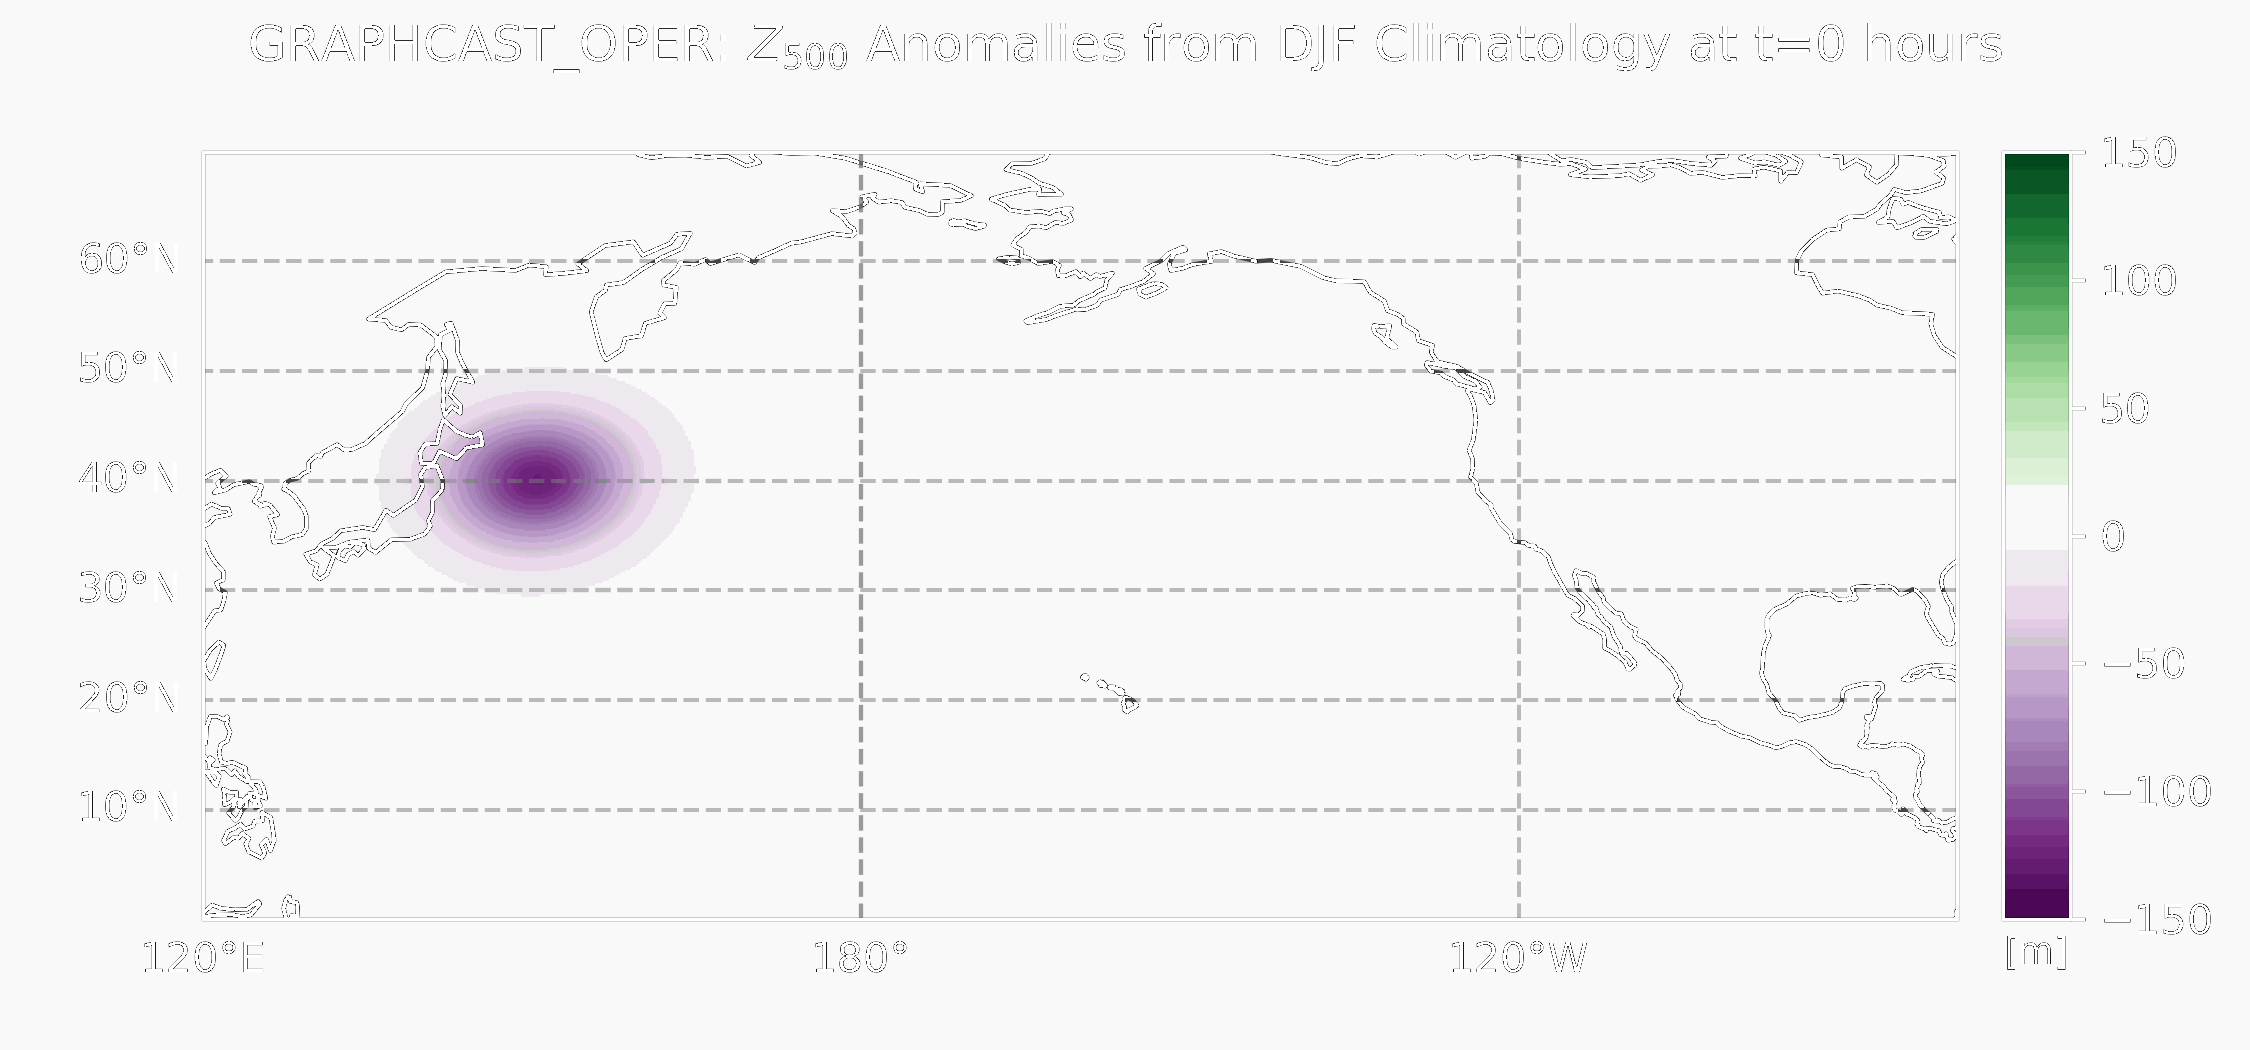 GRAPHCAST_OPER: Z500 Anomalies from DJF Climatology at t=0 hours
150
60°N
100
50°N
50
40°N
0
30°N
−50
20°N
−100
10°N
−150
120°E
180°
120°W
[m]